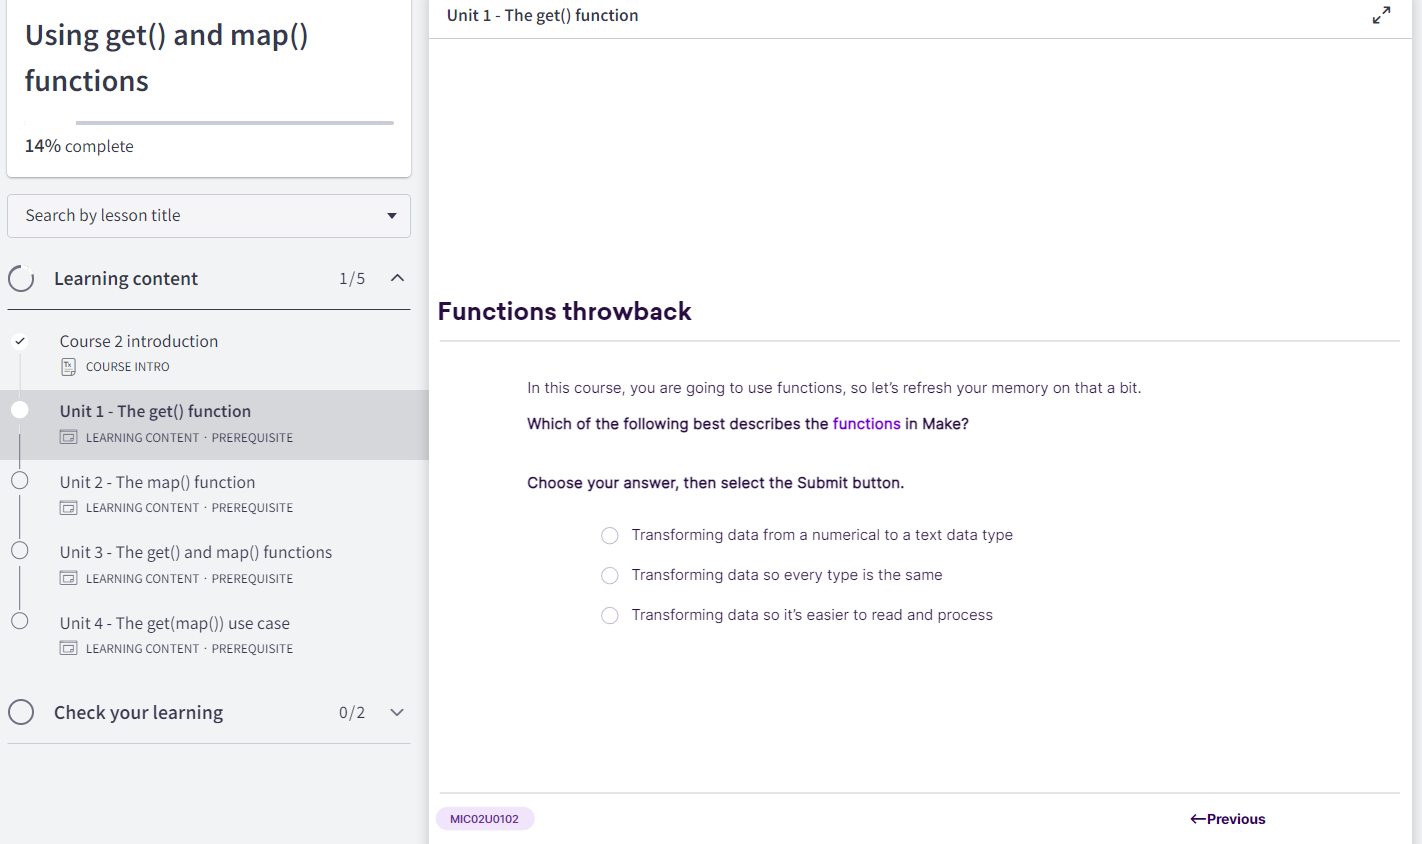 Using get() and map()
functions
14% complete
Search by lesson title
Learning content 1/5
Course 2 introduction
Tx COURSE INTRO
Unit 1 - The get() function
LEARNING CONTENT · PREREQUISITE
Unit 2 - The map() function
LEARNING CONTENT · PREREQUISITE
Unit 3 - The get() and map() functions
LEARNING CONTENT · PREREQUISITE
Unit 4 - The get(map()) use case
LEARNING CONTENT · PREREQUISITE
Check your learning 0/2
Unit 1 - The get() function
Functions throwback
In this course, you are going to use functions, so let’s refresh your memory on that a bit.
Which of the following best describes the functions in Make?
Choose your answer, then select the Submit button.
Transforming data from a numerical to a text data type
Transforming data so every type is the same
Transforming data so it’s easier to read and process
MIC02U0102
←Previous